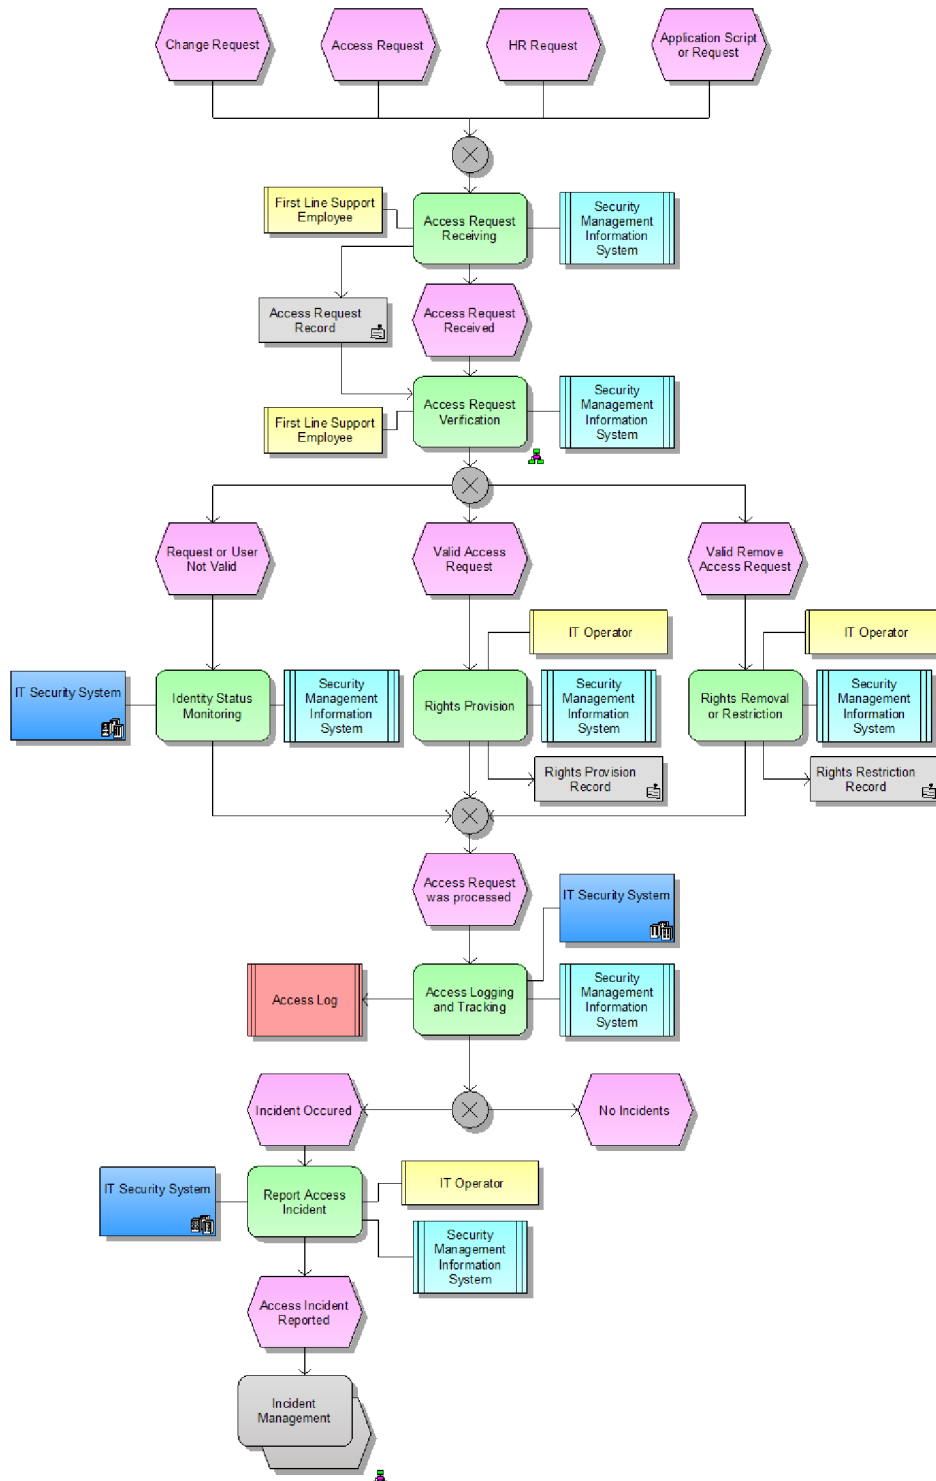 Change Request
Access Request
HR Request
Application Script
or Request
First Line Support
Employee
Access Request
Receiving
Security
Management
Information
System
Access Request
Record
Access Request
Received
First Line Support
Employee
Access Request
Verification
Security
Management
Information
System
Request or User
Not Valid
Valid Access
Request
Valid Remove
Access Request
IT Operator
IT Operator
IT Security System
Identity Status
Monitoring
Security
Management
Information
System
Rights Provision
Security
Management
Information
System
Rights Removal
or Restriction
Security
Management
Information
System
Rights Provision
Record
Rights Restriction
Record
Access Request
was processed
IT Security System
Access Log
Access Logging
and Tracking
Security
Management
Information
System
Incident Occured
No Incidents
IT Security System
Report Access
Incident
IT Operator
Security
Management
Information
System
Access Incident
Reported
Incident
Management